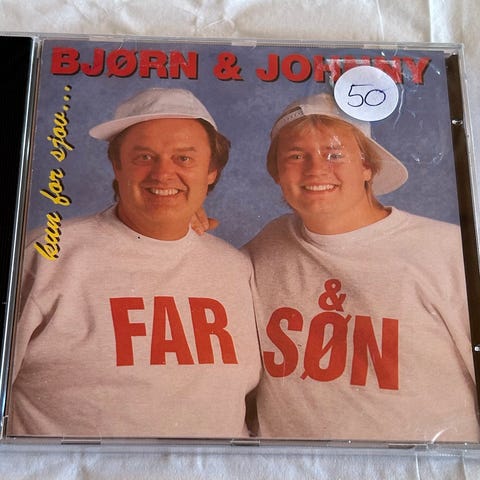 BJØRN & JOHNNY
50
kun for sjov...
FAR
&
SØN